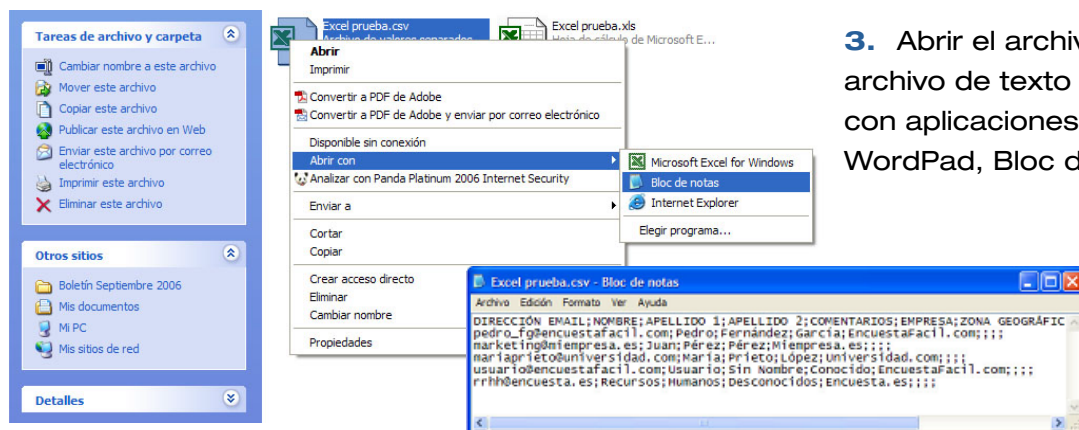 Tareas de archivo y carpeta
Cambiar nombre a este archivo
Mover este archivo
Copiar este archivo
Publicar este archivo en Web
Enviar este archivo por correo
electrónico
Imprimir este archivo
Eliminar este archivo
Otros sitios
Boletín Septiembre 2006
Mis documentos
Mi PC
Mis sitios de red
Detalles
Excel prueba.csv
Archivo de valores separados
Excel prueba.xls
Hoja de cálculo de Microsoft E...
Abrir
Imprimir
Convertir a PDF de Adobe
Convertir a PDF de Adobe y enviar por correo electrónico
Disponible sin conexión
Abrir con
Analizar con Panda Platinum 2006 Internet Security
Enviar a
Cortar
Copiar
Crear acceso directo
Eliminar
Cambiar nombre
Propiedades
Microsoft Excel for Windows
Bloc de notas
Internet Explorer
Elegir programa...
3. Abrir el archiv
archivo de texto
con aplicaciones
WordPad, Bloc d
Excel prueba.csv - Bloc de notas
Archivo Edición Formato Ver Ayuda
DIRECCIÓN EMAIL;NOMBRE;APELLIDO 1;APELLIDO 2;COMENTARIOS;EMPRESA;ZONA GEOGRÁFIC
pedro_fg@encuestafacil.com;Pedro;Fernández;García;EncuestaFacil.com;;;;
marketing@miempresa.es;Juan;Pérez;Pérez;Miempresa.es;;;;
mariaprieto@universidad.com;María;Prieto;López;Universidad.com;;;;
usuario@encuestafacil.com;Usuario;Sin Nombre;Conocido;EncuestaFacil.com;;;;
rrhh@encuesta.es;Recursos;Humanos;Desconocidos;Encuesta.es;;;;